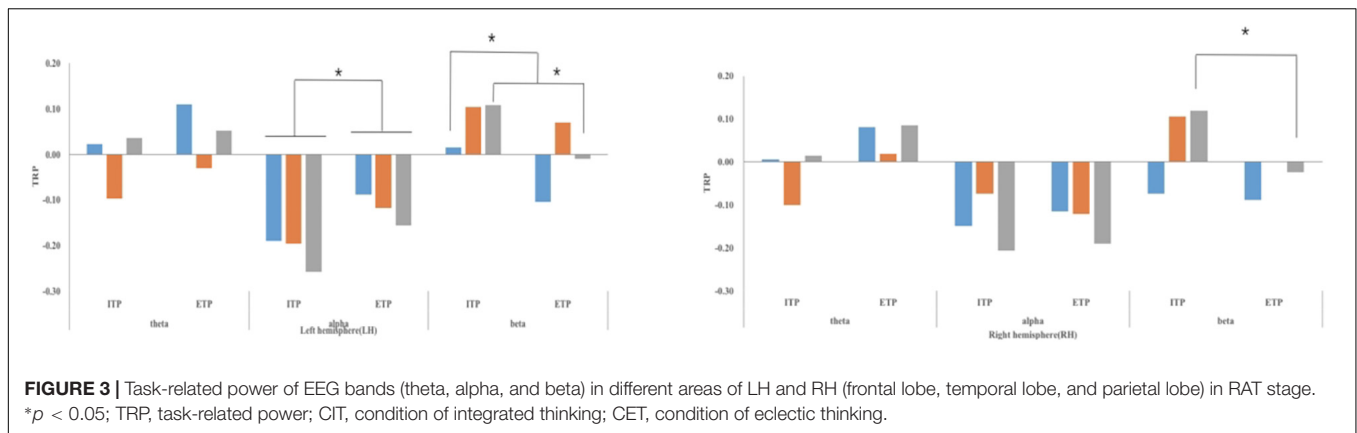 *
*
*
0.20
0.10
0.00
-0.10
-0.20
-0.30
TRP
ITP ETP ITP ETP ITP ETP
theta alpha beta
Left hemisphere(LH)
*
0.20
0.10
0.00
-0.10
-0.20
-0.30
TRP
ITP ETP ITP ETP ITP ETP
theta alpha beta
Right hemisphere(RH)
FIGURE 3 | Task-related power of EEG bands (theta, alpha, and beta) in different areas of LH and RH (frontal lobe, temporal lobe, and parietal lobe) in RAT stage.
*p < 0.05; TRP, task-related power; CIT, condition of integrated thinking; CET, condition of eclectic thinking.